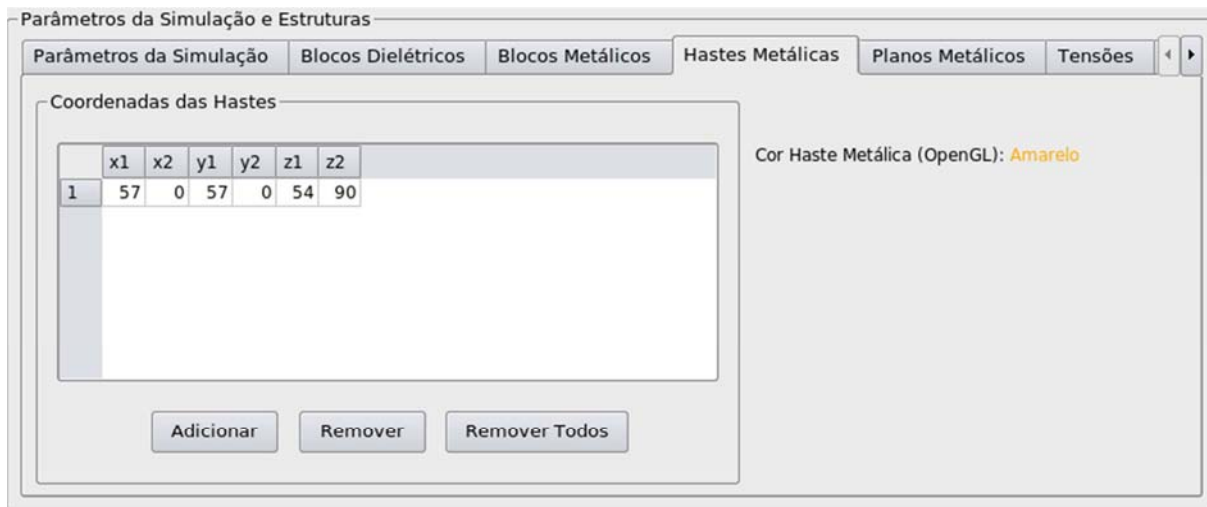 Parâmetros da Simulação e Estruturas
Parâmetros da Simulação Blocos Dielétricos Blocos Metálicos Hastes Metálicas Planos Metálicos Tensões
Coordenadas das Hastes
x1 x2 y1 y2 z1 z2
1 57 0 57 0 54 90
Cor Haste Metálica (OpenGL): Amarelo
Adicionar Remover Remover Todos